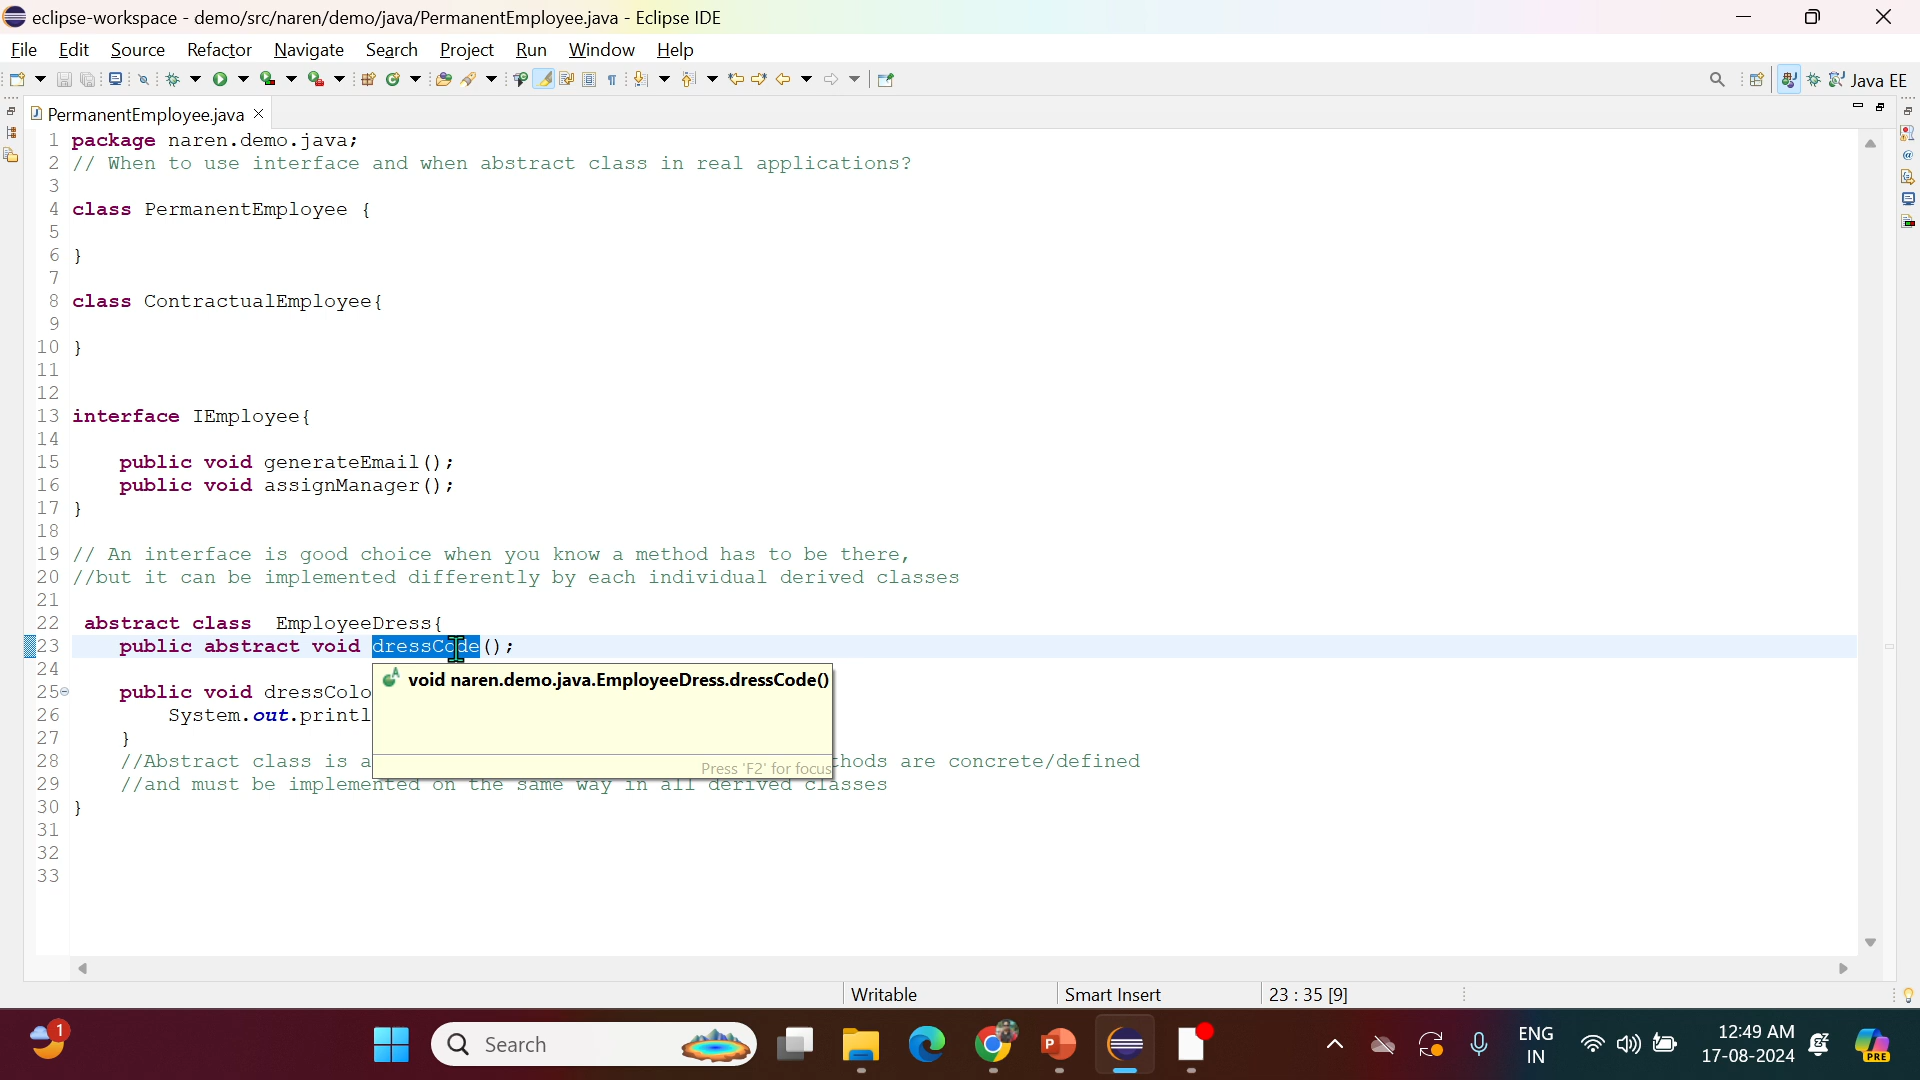 eclipse-workspace - demo/src/naren/demo/java/PermanentEmployee.java - Eclipse IDE
File Edit Source Refactor Navigate Search Project Run Window Help
Java EE
PermanentEmployee.java
1 package naren.demo.java;
2 // When to use interface and when abstract class in real applications?
3
4 class PermanentEmployee {
5
6 }
7
8 class ContractualEmployee{
9
10 }
11
12
13 interface IEmployee{
14
15 public void generateEmail();
16 public void assignManager();
17 }
18
19 // An interface is good choice when you know a method has to be there,
20 //but it can be implemented differently by each individual derived classes
21
22 abstract class EmployeeDress{
23 public abstract void dressCode();
24
void naren.demo.java.EmployeeDress.dressCode()
25 public void dressColo
26 System.out.printl
27 }
28 //Abstract class is a hods are concrete/defined
Press 'F2' for focus
29 //and must be implemented on the same way in all derived classes
30 }
31
32
33
Writable Smart Insert 23 : 35 [9]
1 Search ENG IN 12:49 AM 17-08-2024 PRE